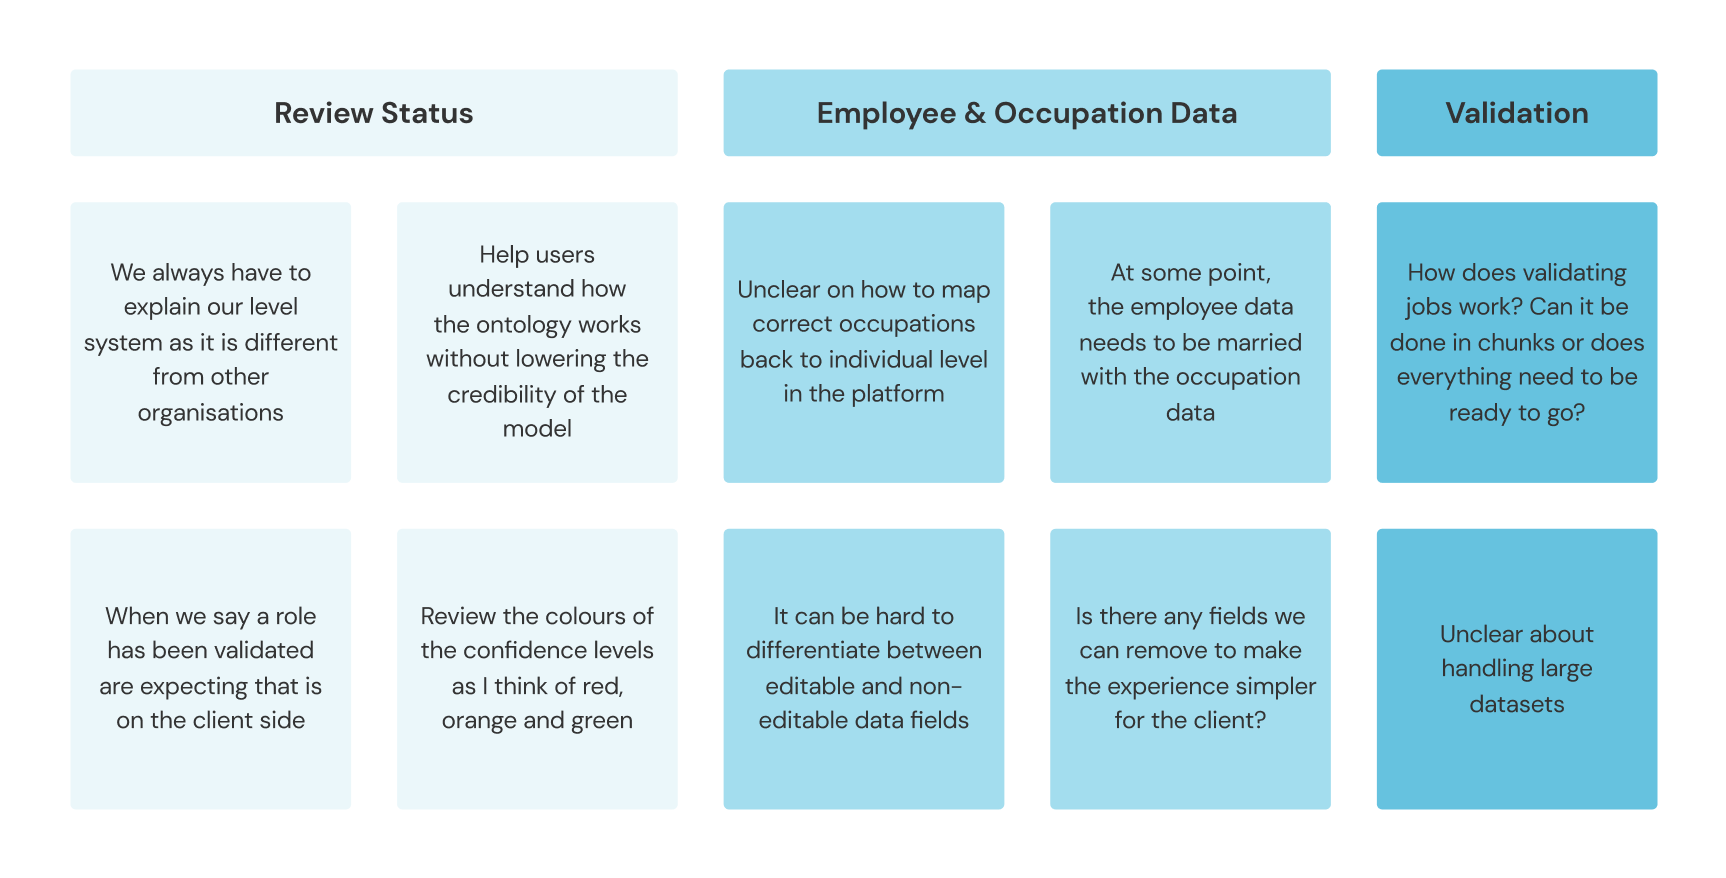 Review Status
Employee & Occupation Data
Validation
We always have to
explain our level
system as it is different
from other
organisations
Help users
understand how
the ontology works
without lowering the
credibility of the
model
Unclear on how to map
correct occupations
back to individual level
in the platform
At some point,
the employee data
needs to be married
with the occupation
data
How does validating
jobs work? Can it be
done in chunks or does
everything need to be
ready to go?
When we say a role
has been validated
are expecting that is
on the client side
Review the colours of
the confidence levels
as I think of red,
orange and green
It can be hard to
differentiate between
editable and non-
editable data fields
Is there any fields we
can remove to make
the experience simpler
for the client?
Unclear about
handling large
datasets